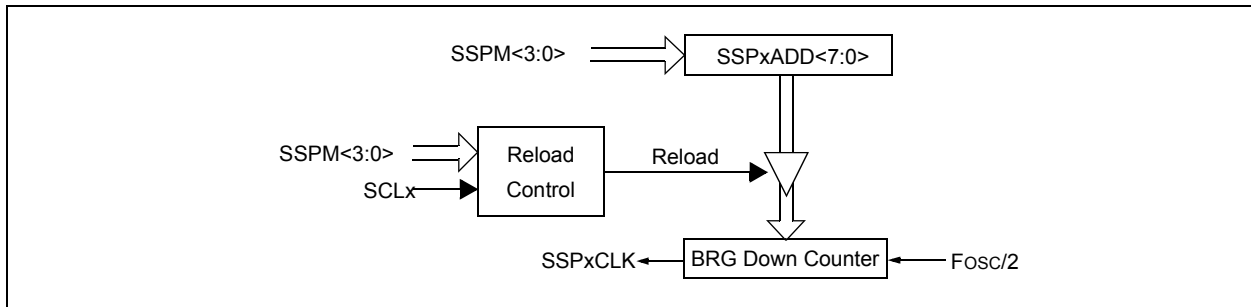 SSPM<3:0>
SSPxADD<7:0>
SSPM<3:0>
SCLx
Reload
Control
Reload
SSPxCLK
BRG Down Counter
FOSC/2